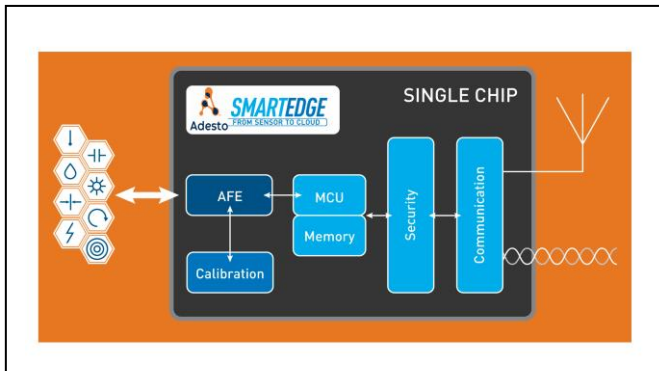 Adesto
SMARTEDGE
FROM SENSOR TO CLOUD
SINGLE CHIP
AFE
MCU
Memory
Calibration
Security
Communication